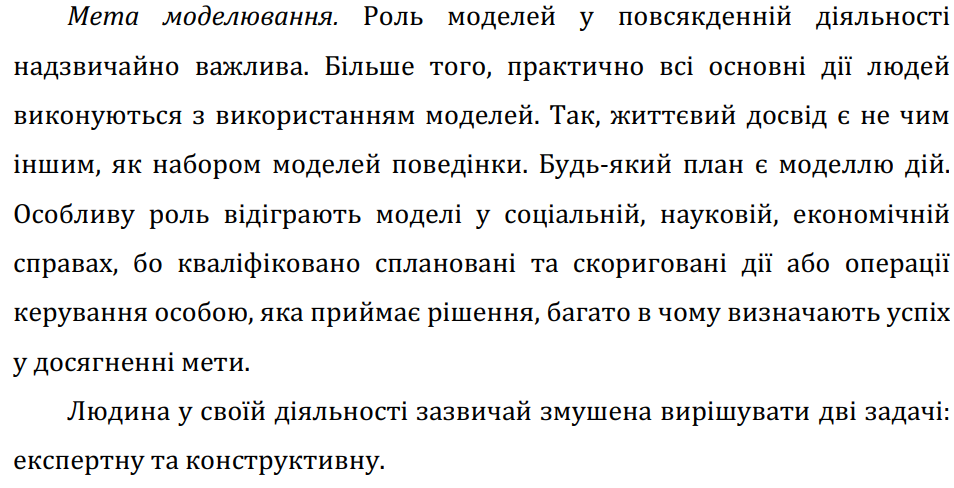 Мета моделювання. Роль моделей у повсякденній діяльності
надзвичайно важлива. Більше того, практично всі основні дії людей
виконуються з використанням моделей. Так, життєвий досвід є не чим
іншим, як набором моделей поведінки. Будь-який план є моделлю дій.
Особливу роль відіграють моделі у соціальній, науковій, економічній
справах, бо кваліфіковано сплановані та скориговані дії або операції
керування особою, яка приймає рішення, багато в чому визначають успіх
у досягненні мети.
Людина у своїй діяльності зазвичай змушена вирішувати дві задачі:
експертну та конструктивну.